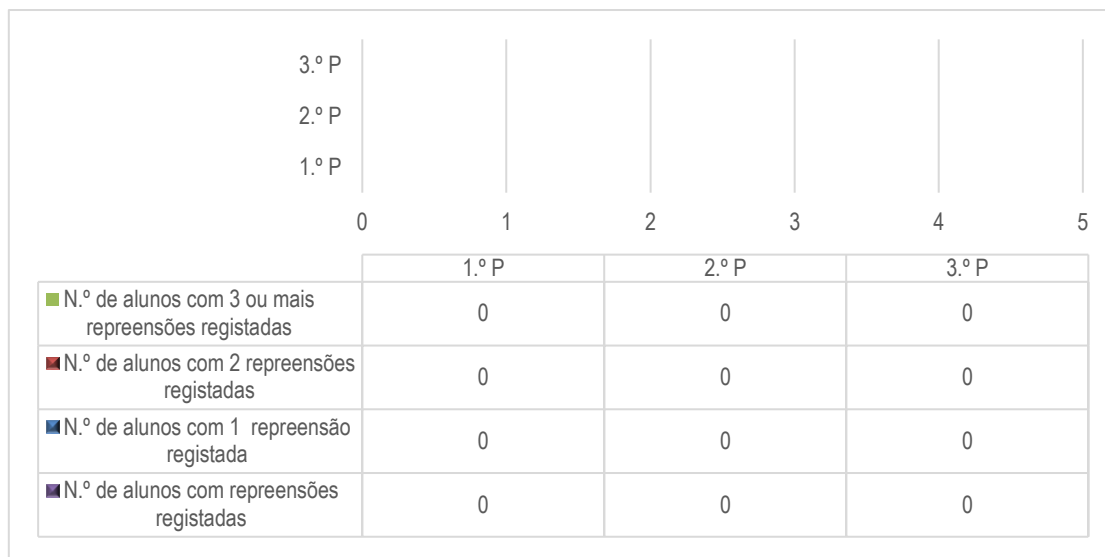 3.º P
2.º P
1.º P
0 1 2 3 4 5
1.º P 2.º P 3.º P
N.º de alunos com 3 ou mais
repreensões registadas 0 0 0
N.º de alunos com 2 repreensões
registadas 0 0 0
N.º de alunos com 1 repreensão
registada 0 0 0
N.º de alunos com repreensões
registadas 0 0 0